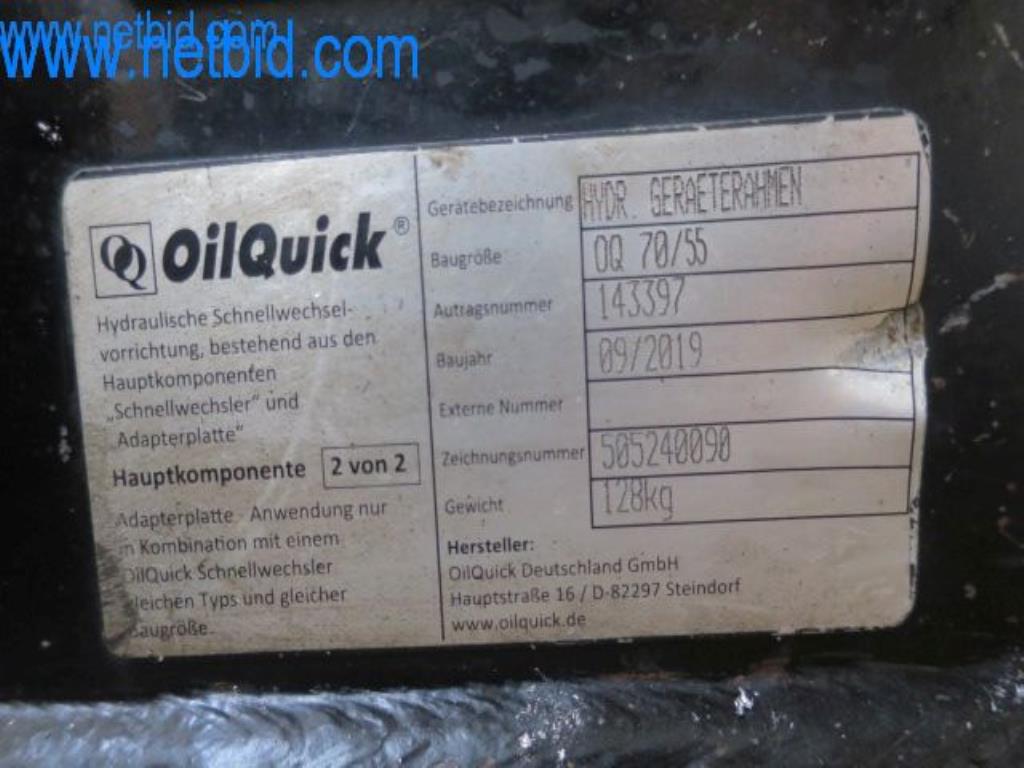 www.netbid.com
www.netbid.com
OilQuick®
Hydraulische Schnellwechsel-
vorrichtung, bestehend aus den
Hauptkomponenten
„Schnellwechsler“ und
„Adapterplatte“
Hauptkomponente 2 von 2
Adapterplatte - Anwendung nur
in Kombination mit einem
OilQuick Schnellwechsler
gleichen Typs und gleicher
Baugröße.
Gerätebezeichnung HYDR. GERAETERAHMEN
Baugröße OQ 70/55
Autragsnummer 143397
Baujahr 09/2019
Externe Nummer
Zeichnungsnummer 505240090
Gewicht 128kg
Hersteller:
OilQuick Deutschland GmbH
Hauptstraße 16 / D-82297 Steindorf
www.oilquick.de